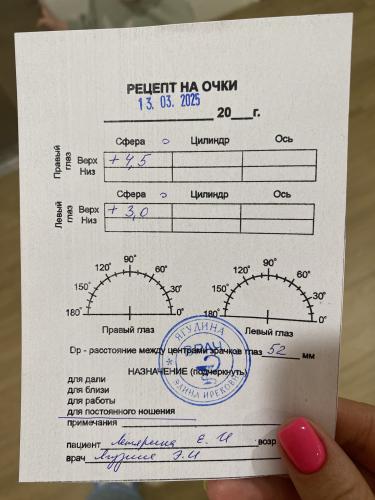 РЕЦЕПТ НА ОЧКИ
13. 03. 2025
20 г.
Сфера Цилиндр Ось
Правый глаз
Верх +4,5
Низ
Сфера Цилиндр Ось
Левый глаз
Верх +3,0
Низ
90° 90°
120° 60° 120° 60°
150° 30° 150° 30°
180° 0° 180° 0°
Правый глаз Левый глаз
ЯГУДИНА
ВРАЧ
Dp - расстояние между центрами зрачков глаз 52 мм
НАЗНАЧЕНИЕ (подчеркнуть)
для дали
для близи
для работы
для постоянного ношения
примечания
пациент Е. И возр
врач Э.И